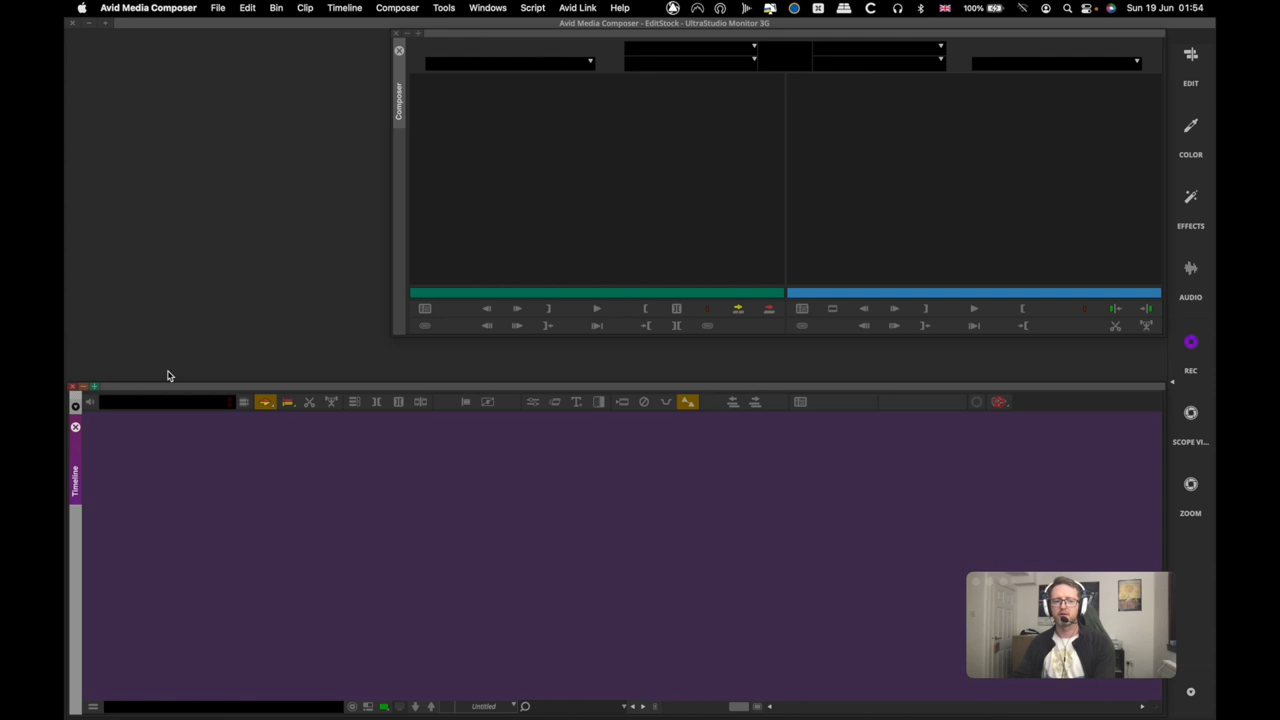 Avid Media Composer File Edit Bin Clip Timeline Composer Tools Windows Script Avid Link Help 100% Sun 19 Jun 01:54
Avid Media Composer - EditStock - UltraStudio Monitor 3G
Composer
EDIT
COLOR
EFFECTS
AUDIO
REC
SCOPE VI...
ZOOM
Timeline
Untitled